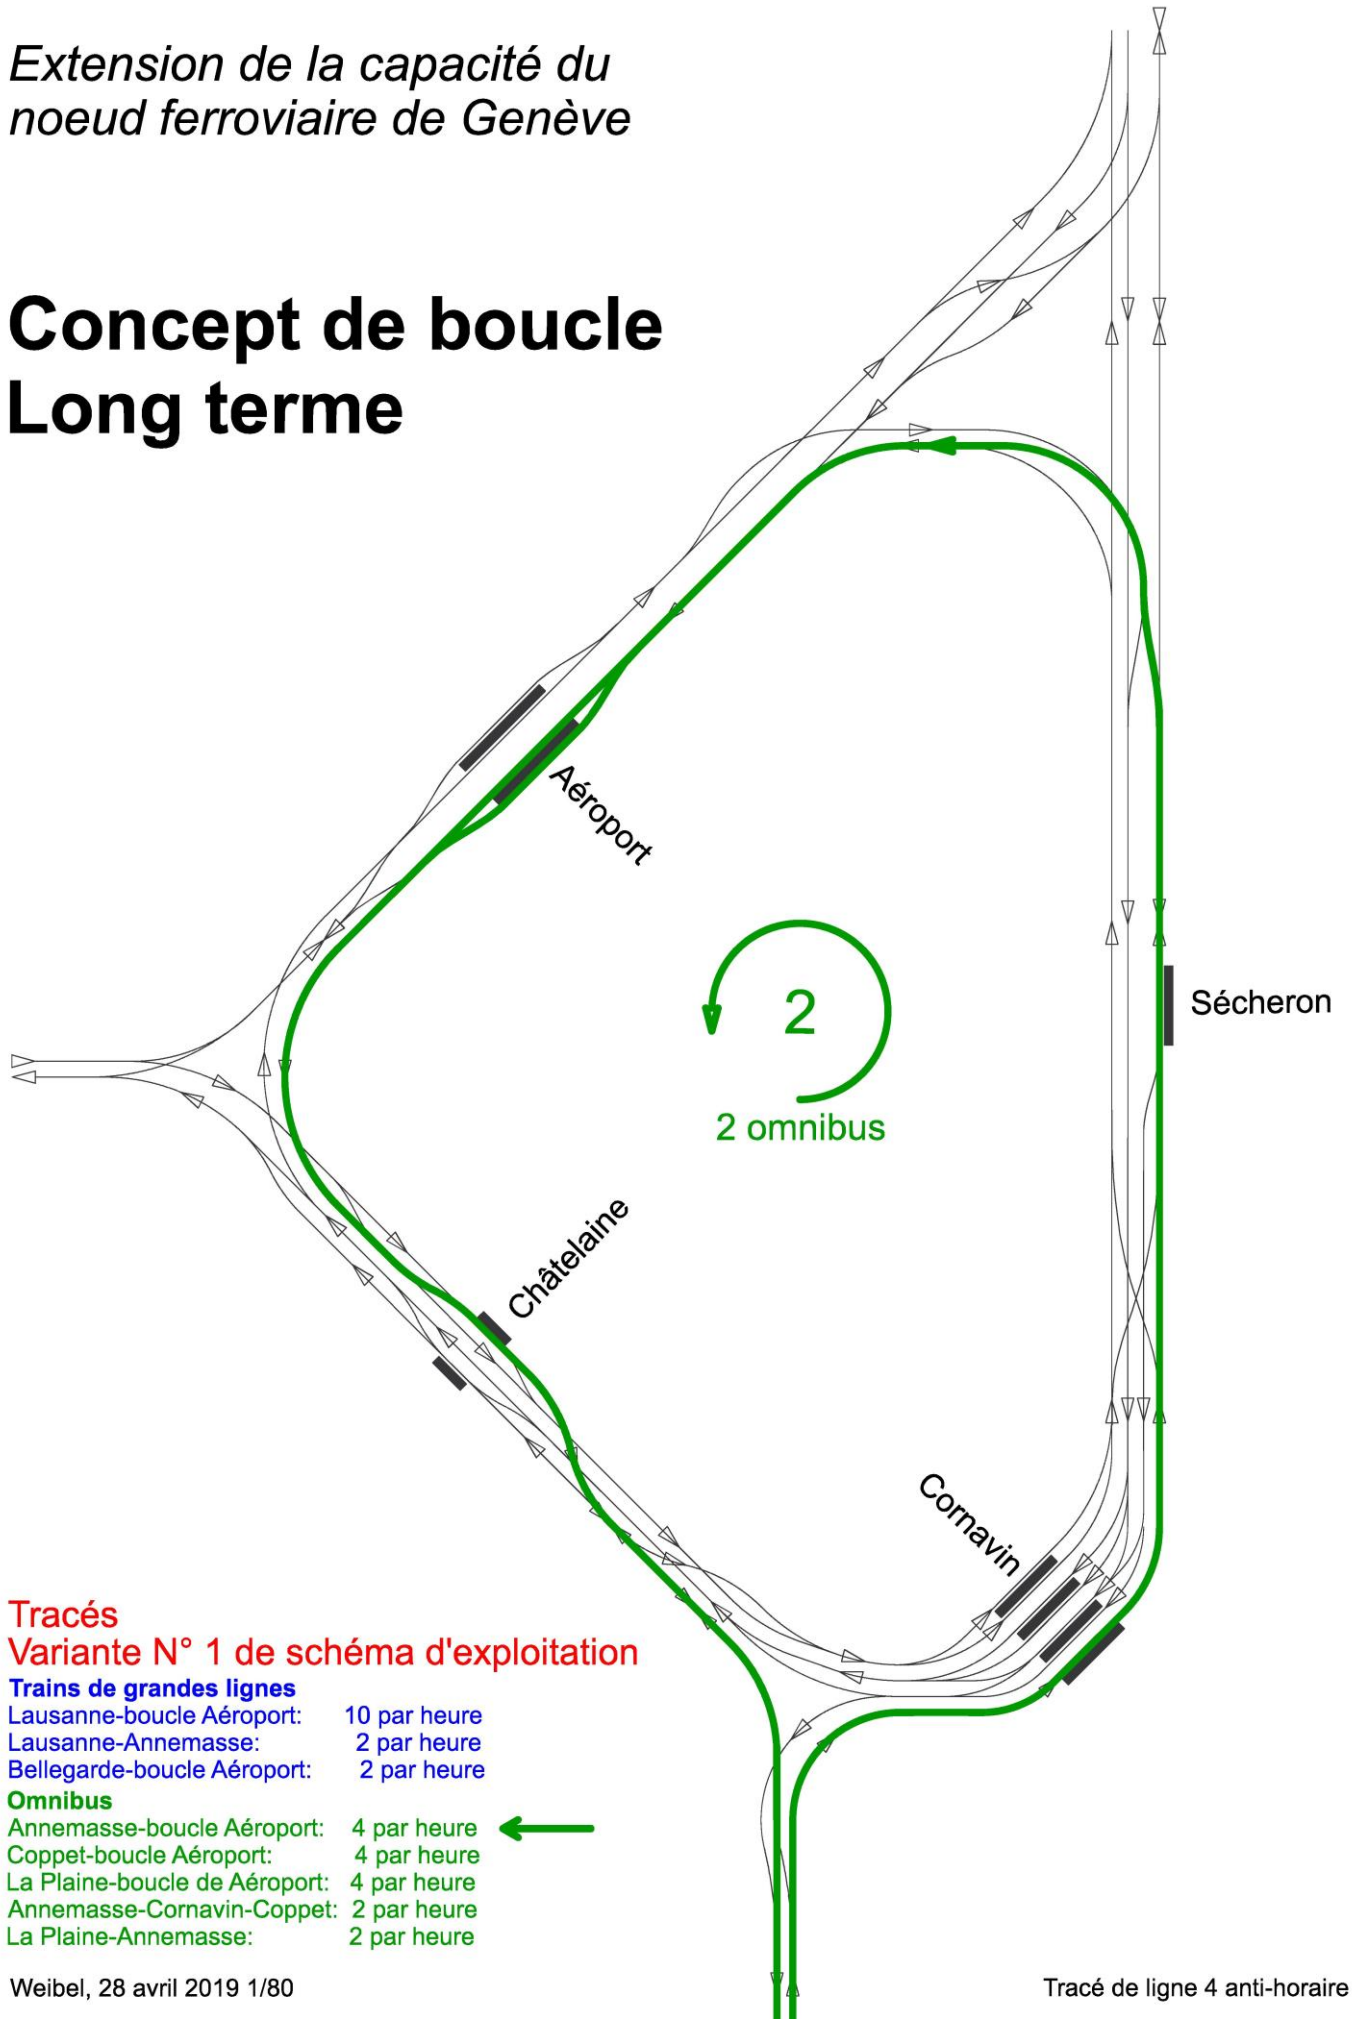 Extension de la capacité du
noeud ferroviaire de Genève
Concept de boucle
Long terme
Aéroport
2
2 omnibus
Sécheron
Châtelaine
Cornavin
Tracés
Variante N° 1 de schéma d'exploitation
Trains de grandes lignes
Lausanne-boucle Aéroport: 10 par heure
Lausanne-Annemasse: 2 par heure
Bellegarde-boucle Aéroport: 2 par heure
Omnibus
Annemasse-boucle Aéroport: 4 par heure
Coppet-boucle Aéroport: 4 par heure
La Plaine-boucle de Aéroport: 4 par heure
Annemasse-Cornavin-Coppet: 2 par heure
La Plaine-Annemasse: 2 par heure
Weibel, 28 avril 2019 1/80
Tracé de ligne 4 anti-horaire